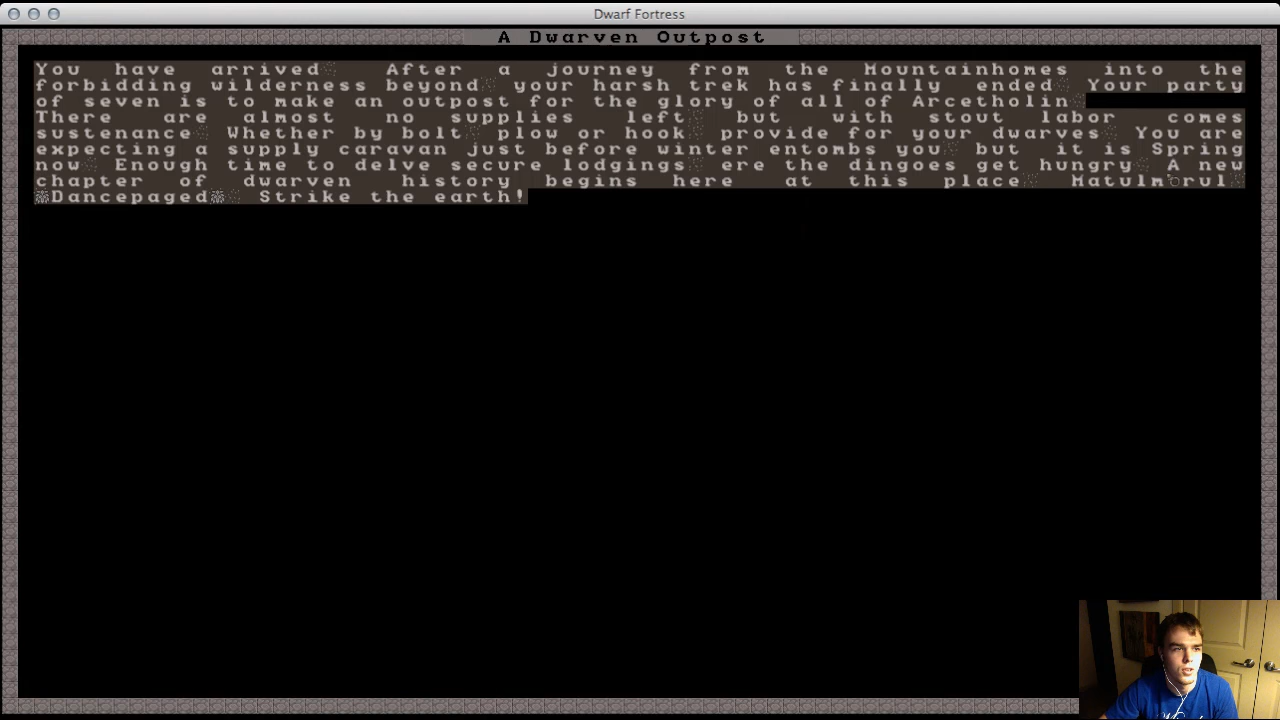 Dwarf Fortress
A Dwarven Outpost
You have arrived. After a journey from the Mountainhomes into the
forbidding wilderness beyond, your harsh trek has finally ended. Your party
of seven is to make an outpost for the glory of all of Arcetholin.
There are almost no supplies left, but with stout labor comes
sustenance. Whether by bolt, plow or hook, provide for your dwarves. You are
expecting a supply caravan just before winter entombs you, but it is Spring
now. Enough time to delve secure lodgings, ere the dingoes get hungry. A new
chapter of dwarven history begins here at this place,
Dancepaged Strike the earth!